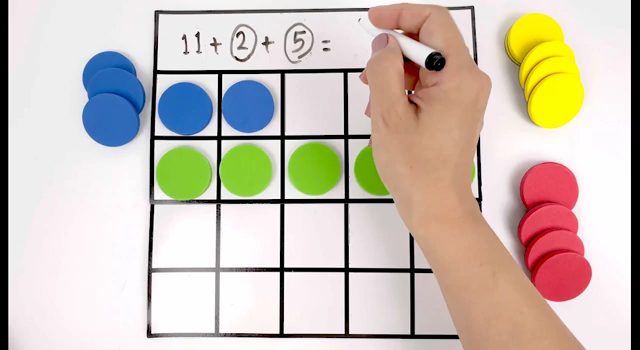 11 + 2 + 5 =